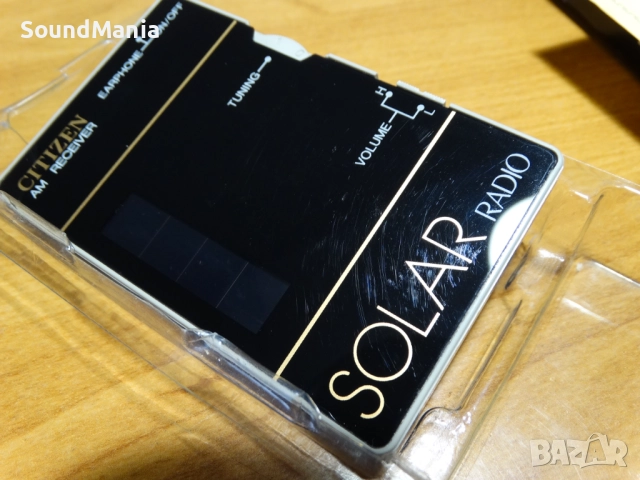 SoundMania
CITIZEN
AM RECEIVER
EARPHONE
ON/OFF
TUNING
VOLUME
H
L
SOLAR RADIO
BAZAR